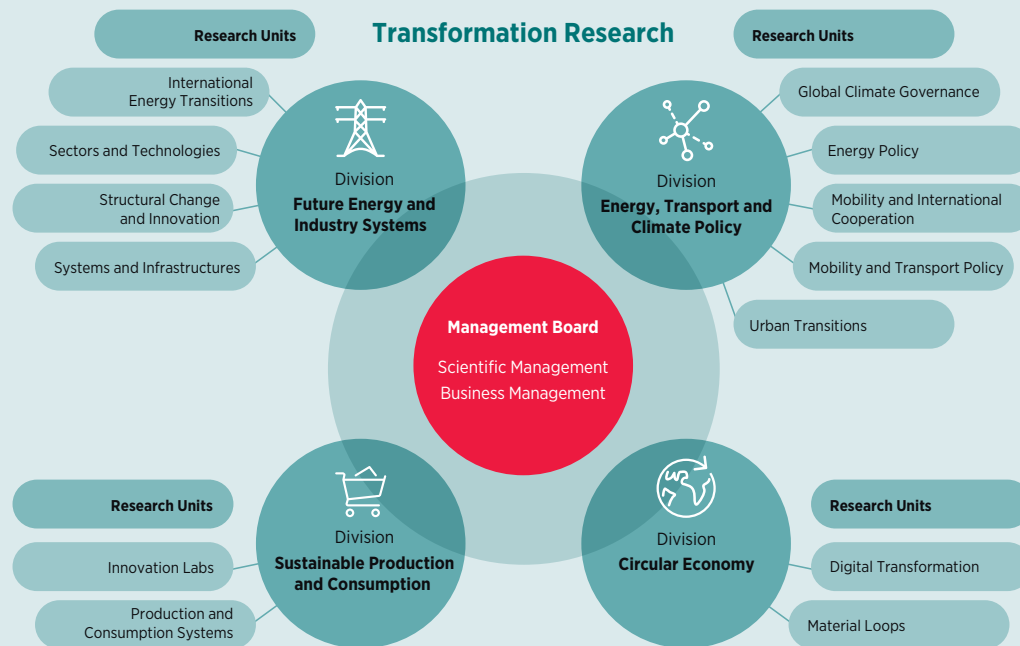 Transformation Research
Research Units
International
Energy Transitions
Sectors and Technologies
Structural Change
and Innovation
Systems and Infrastructures
Division
Future Energy and
Industry Systems
Research Units
Global Climate Governance
Energy Policy
Mobility and International
Cooperation
Mobility and Transport Policy
Urban Transitions
Division
Energy, Transport and
Climate Policy
Management Board
Scientific Management
Business Management
Research Units
Innovation Labs
Production and
Consumption Systems
Division
Sustainable Production
and Consumption
Division
Circular Economy
Research Units
Digital Transformation
Material Loops